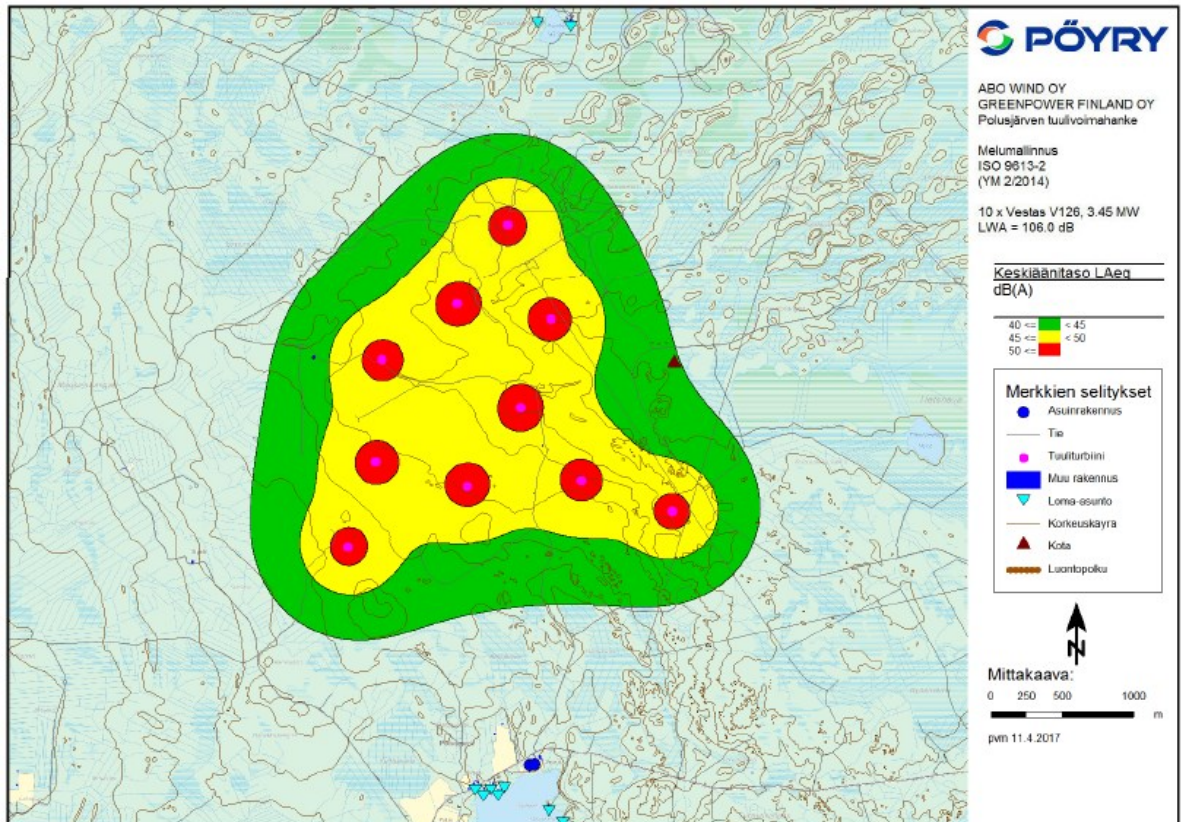 PÖYRY
ABO WIND OY
GREENPOWER FINLAND OY
Polusjärven tuulivoimahanke
Melumallinnus
ISO 9613-2
(YM 2/2014)
10 x Vestas V126, 3.45 MW
LWA = 106.0 dB
Keskiäänitaso LAeq
dB(A)
40 <= < 45
45 <= < 50
50 <=
Merkkien selitykset
Asuinrakennus
Tie
Tuuliturbiini
Muu rakennus
Loma-asunto
Korkeuskäyrä
Kota
Luontopolku
N
Mittakaava:
0 250 500 1000 m
pvm 11.4.2017